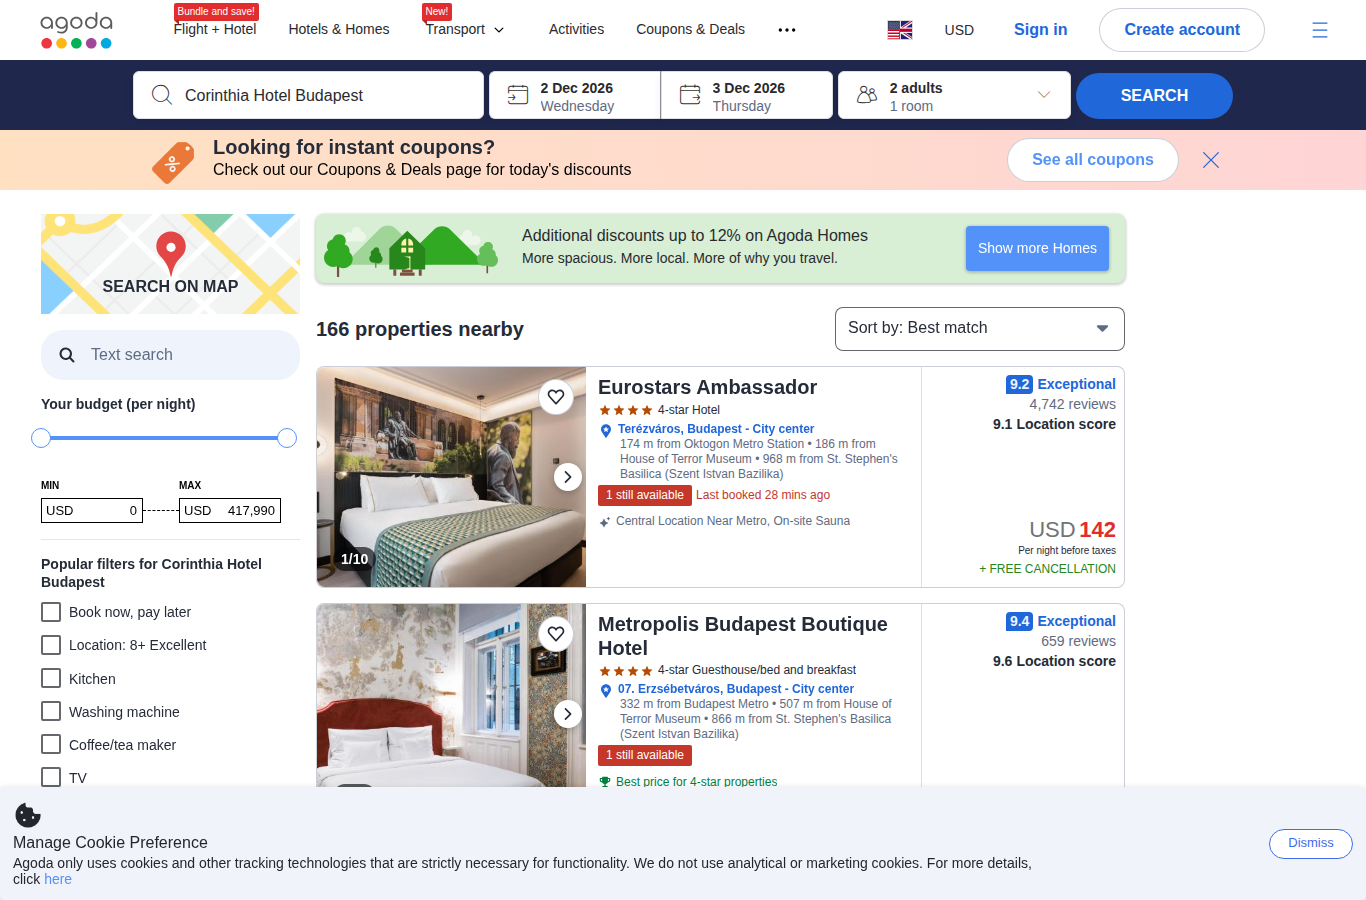 agoda
Bundle and save!
Flight + Hotel
Hotels & Homes
New!
Transport
Activities
Coupons & Deals
USD
Sign in
Create account
Corinthia Hotel Budapest
2 Dec 2026
Wednesday
3 Dec 2026
Thursday
2 adults
1 room
SEARCH
Looking for instant coupons?
Check out our Coupons & Deals page for today's discounts
See all coupons
SEARCH ON MAP
Text search
Your budget (per night)
MIN
MAX
USD 0
USD 417,990
Popular filters for Corinthia Hotel
Budapest
Book now, pay later
Location: 8+ Excellent
Kitchen
Washing machine
Coffee/tea maker
TV
Additional discounts up to 12% on Agoda Homes
More spacious. More local. More of why you travel.
Show more Homes
166 properties nearby
Sort by: Best match
1/10
Eurostars Ambassador
4-star Hotel
Terézváros, Budapest - City center
174 m from Oktogon Metro Station • 186 m from
House of Terror Museum • 968 m from St. Stephen's
Basilica (Szent Istvan Bazilika)
1 still available Last booked 28 mins ago
Central Location Near Metro, On-site Sauna
9.2 Exceptional
4,742 reviews
9.1 Location score
USD 142
Per night before taxes
+ FREE CANCELLATION
Metropolis Budapest Boutique
Hotel
4-star Guesthouse/bed and breakfast
07. Erzsébetváros, Budapest - City center
332 m from Budapest Metro • 507 m from House of
Terror Museum • 866 m from St. Stephen's Basilica
(Szent Istvan Bazilika)
1 still available
Best price for 4-star properties
9.4 Exceptional
659 reviews
9.6 Location score
Manage Cookie Preference
Agoda only uses cookies and other tracking technologies that are strictly necessary for functionality. We do not use analytical or marketing cookies. For more details,
click here
Dismiss